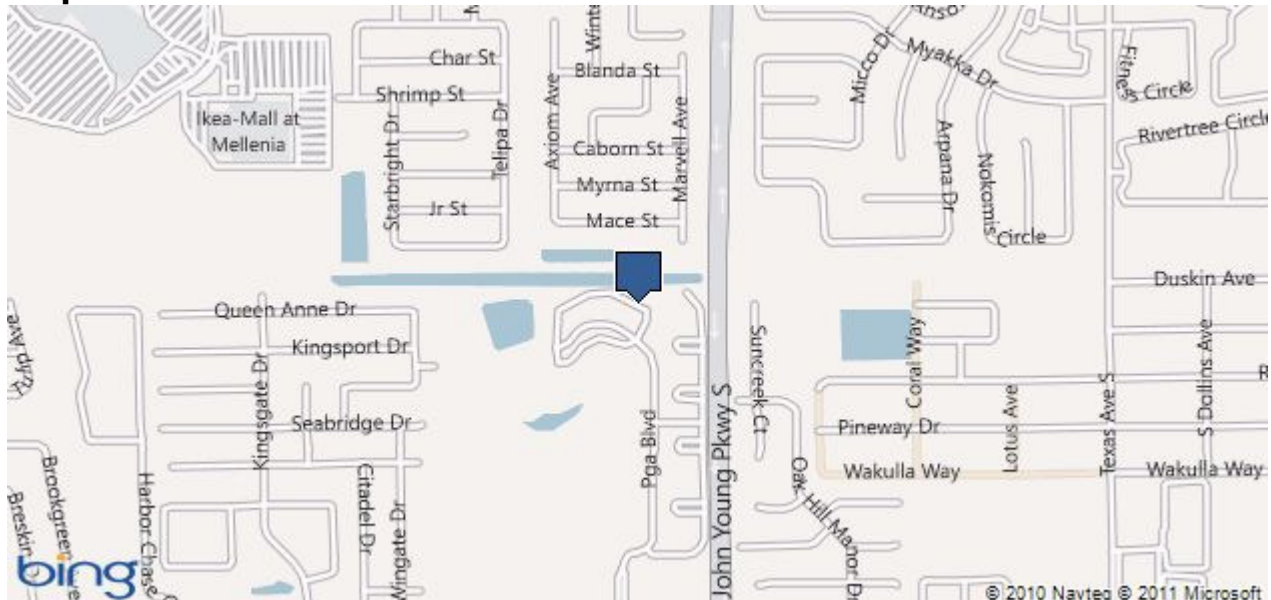 Char St
Shrimp St
Ikea-Mall at
Mellenia
Starbright Dr
Telipa Dr
Jr St
Axiom Ave
Blanda St
Caborn St
Myrna St
Mace St
Marvell Ave
Micco Dr
Myakka Dr
Arpana Dr
Nokomis
Circle
Rivertree Circle
Duskin Ave
Queen Anne Dr
Kingsport Dr
Kingsgate Dr
Seabridge Dr
Citadel Dr
Wingate Dr
Harbor Chase
Pga Blvd
John Young Pkwy S
Suncreek Ct
Coral Way
Pineway Dr
Lotus Ave
Texas Ave S
S Dollins Ave
Wakulla Way
Wakulla Way
Oak Hill Manor Dr
bing
© 2010 Navteq © 2011 Microsoft